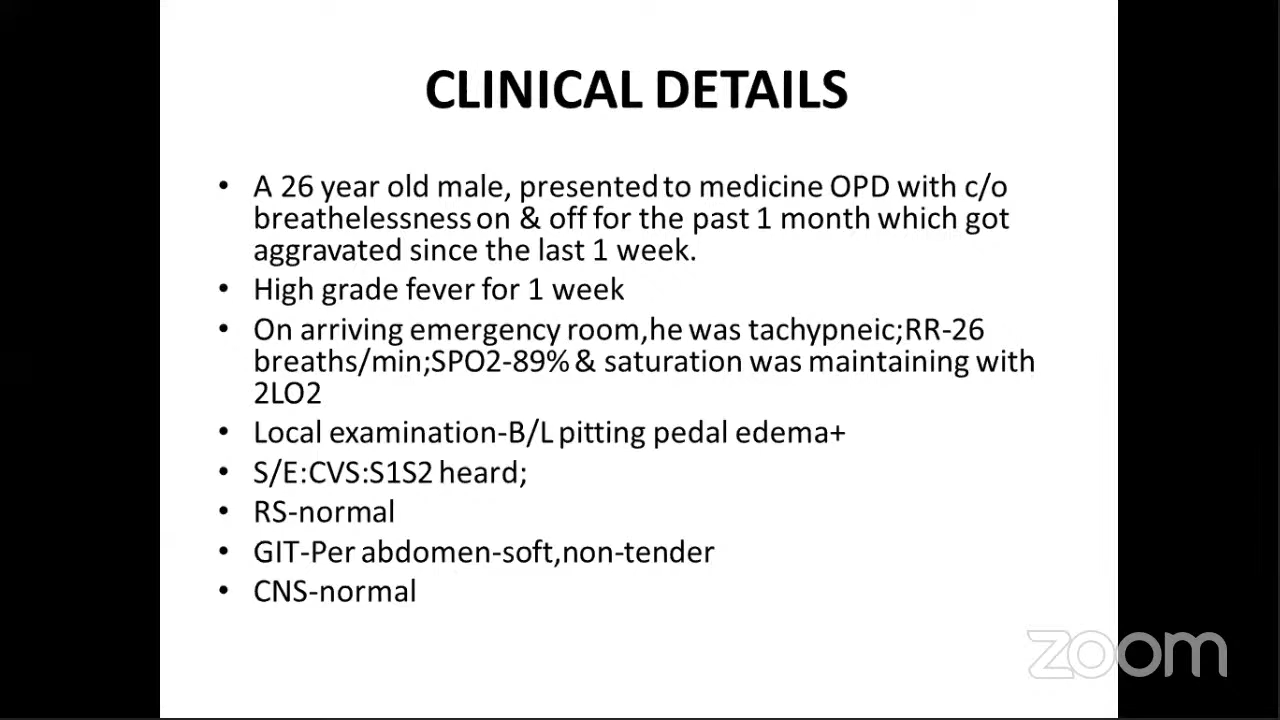 CLINICAL DETAILS
• A 26 year old male, presented to medicine OPD with c/o
breathelessness on & off for the past 1 month which got
aggravated since the last 1 week.
• High grade fever for 1 week
• On arriving emergency room,he was tachypneic;RR-26
breaths/min;SPO2-89% & saturation was maintaining with
2LO2
• Local examination-B/L pitting pedal edema+
• S/E:CVS:S1S2 heard;
• RS-normal
• GIT-Per abdomen-soft,non-tender
• CNS-normal
zoom